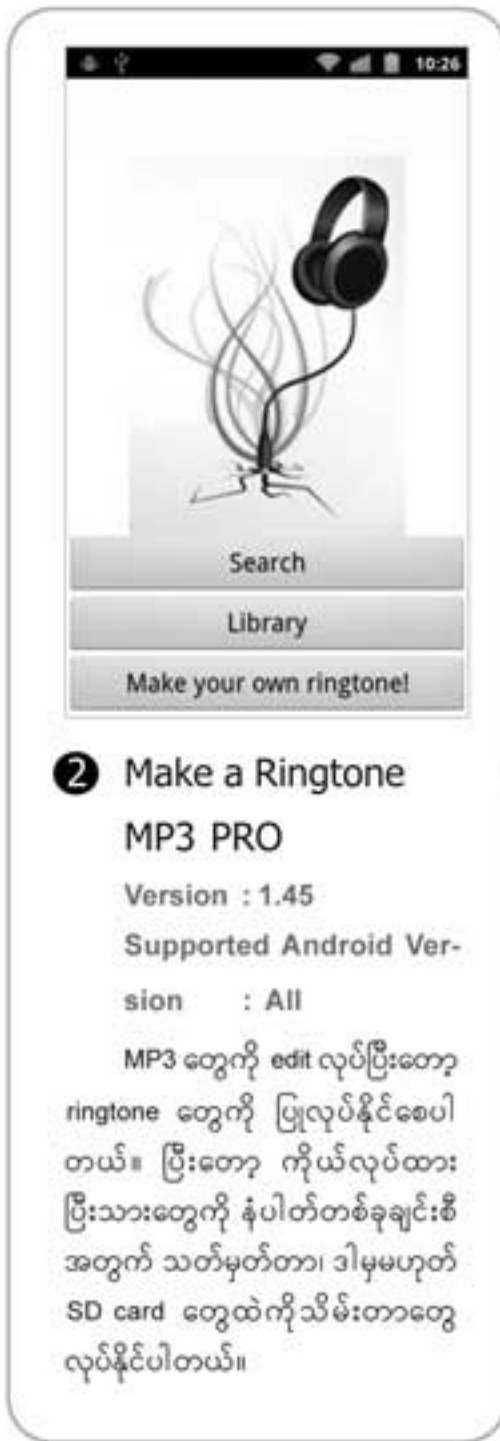 10:26
Search
Library
Make your own ringtone!
2 Make a Ringtone
MP3 PRO
Version : 1.45
Supported Android Ver-
sion : All
MP3 တွေကို edit လုပ်ပြီးတော့
ringtone တွေကို ပြုလုပ်နိုင်စေပါ
တယ်။ ပြီးတော့ ကိုယ်လုပ်ထား
ပြီးသားတွေကို နံပါတ်တစ်ခုချင်းစီ
အတွက် သတ်မှတ်တာ၊ ဒါမှမဟုတ်
SD card တွေထဲကိုသိမ်းတာတွေ
လုပ်နိုင်ပါတယ်။